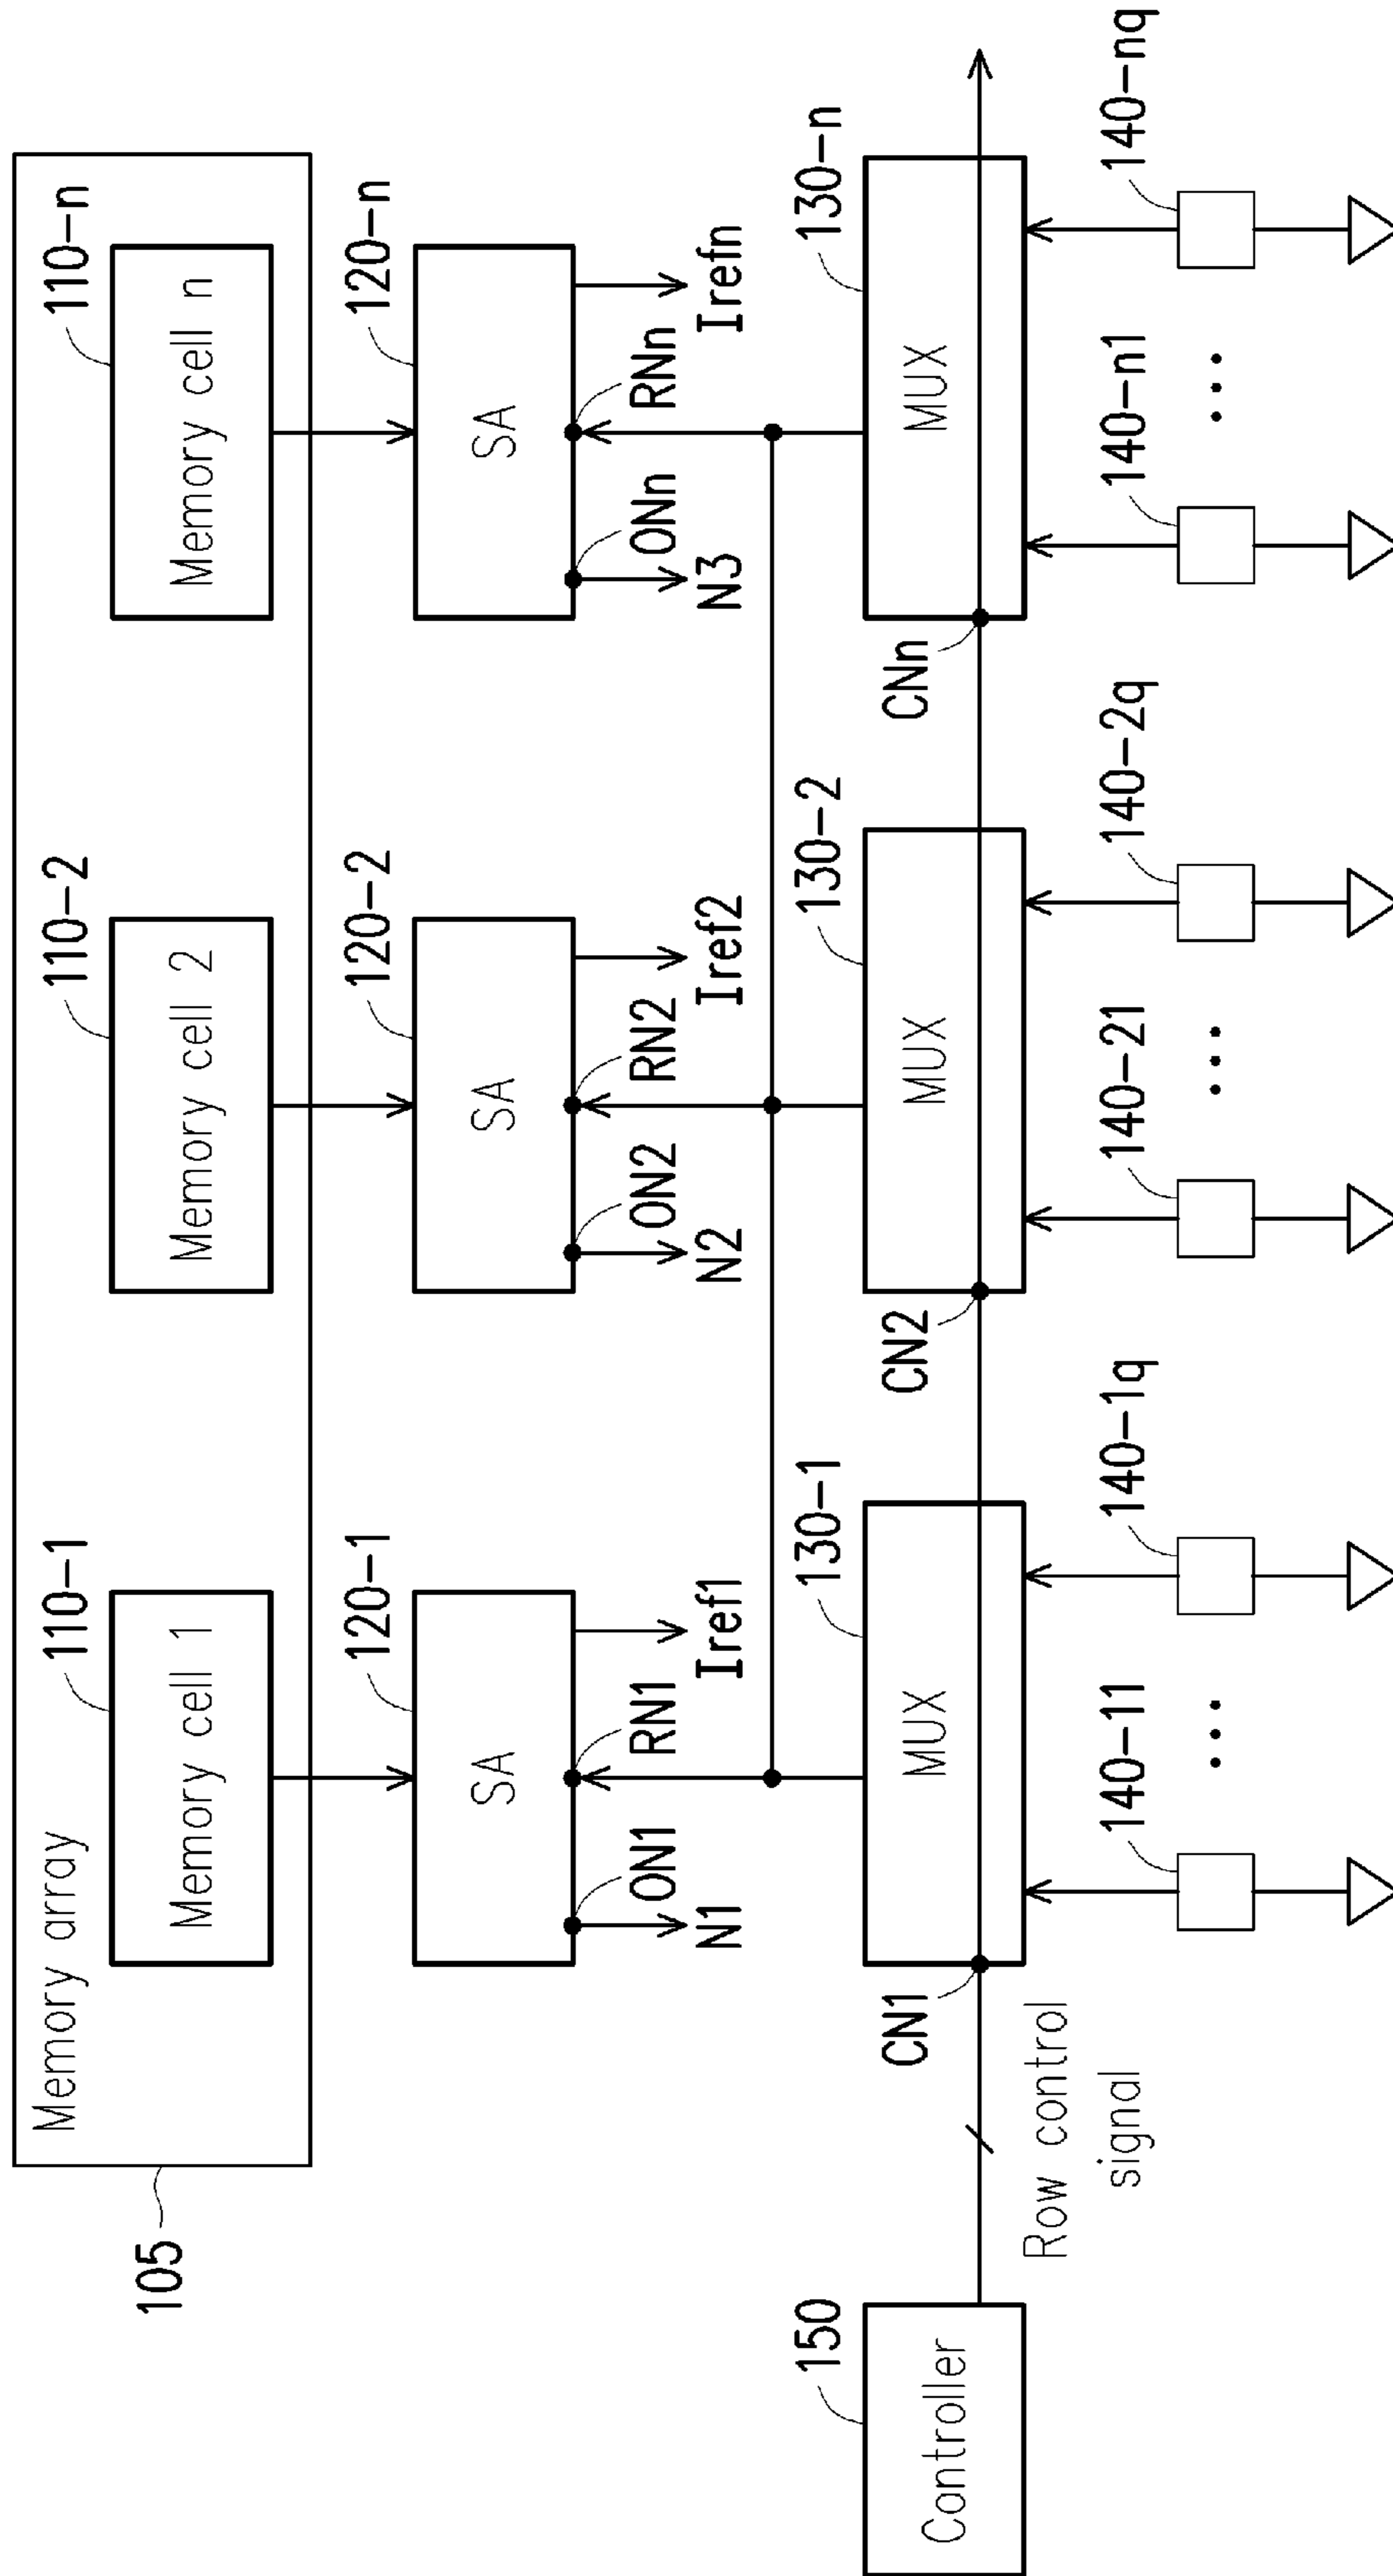 Memory array
105
110-1
110-2
110-n
Memory cell 1
Memory cell 2
Memory cell n
120-1
120-2
120-n
SA
SA
SA
ON1
RN1
ON2
RN2
ONn
RNn
N1
Iref1
N2
Iref2
N3
Irefn
150
130-1
130-2
130-n
Controller
CN1
MUX
CN2
MUX
CNn
MUX
Row control
signal
140-11
140-1q
140-21
140-2q
140-n1
140-nq
...
...
...